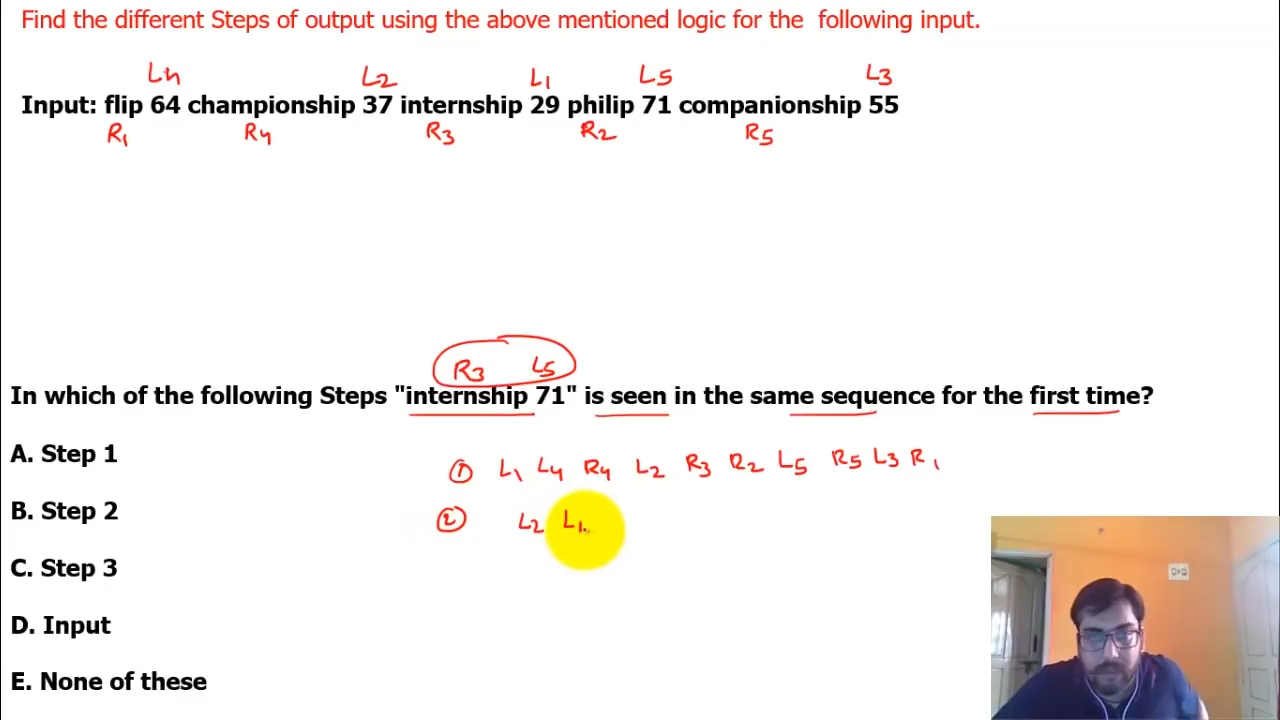 Find the different Steps of output using the above mentioned logic for the following input.
L4 L2 L1 L5 L3
Input: flip 64 championship 37 internship 29 philip 71 companionship 55
R1 R4 R3 R2 R5
R3 L5
In which of the following Steps "internship 71" is seen in the same sequence for the first time?
A. Step 1
① L1 L4 R4 L2 R3 R2 L5 R5 L3 R1
B. Step 2
② L2 L1
C. Step 3
D. Input
E. None of these